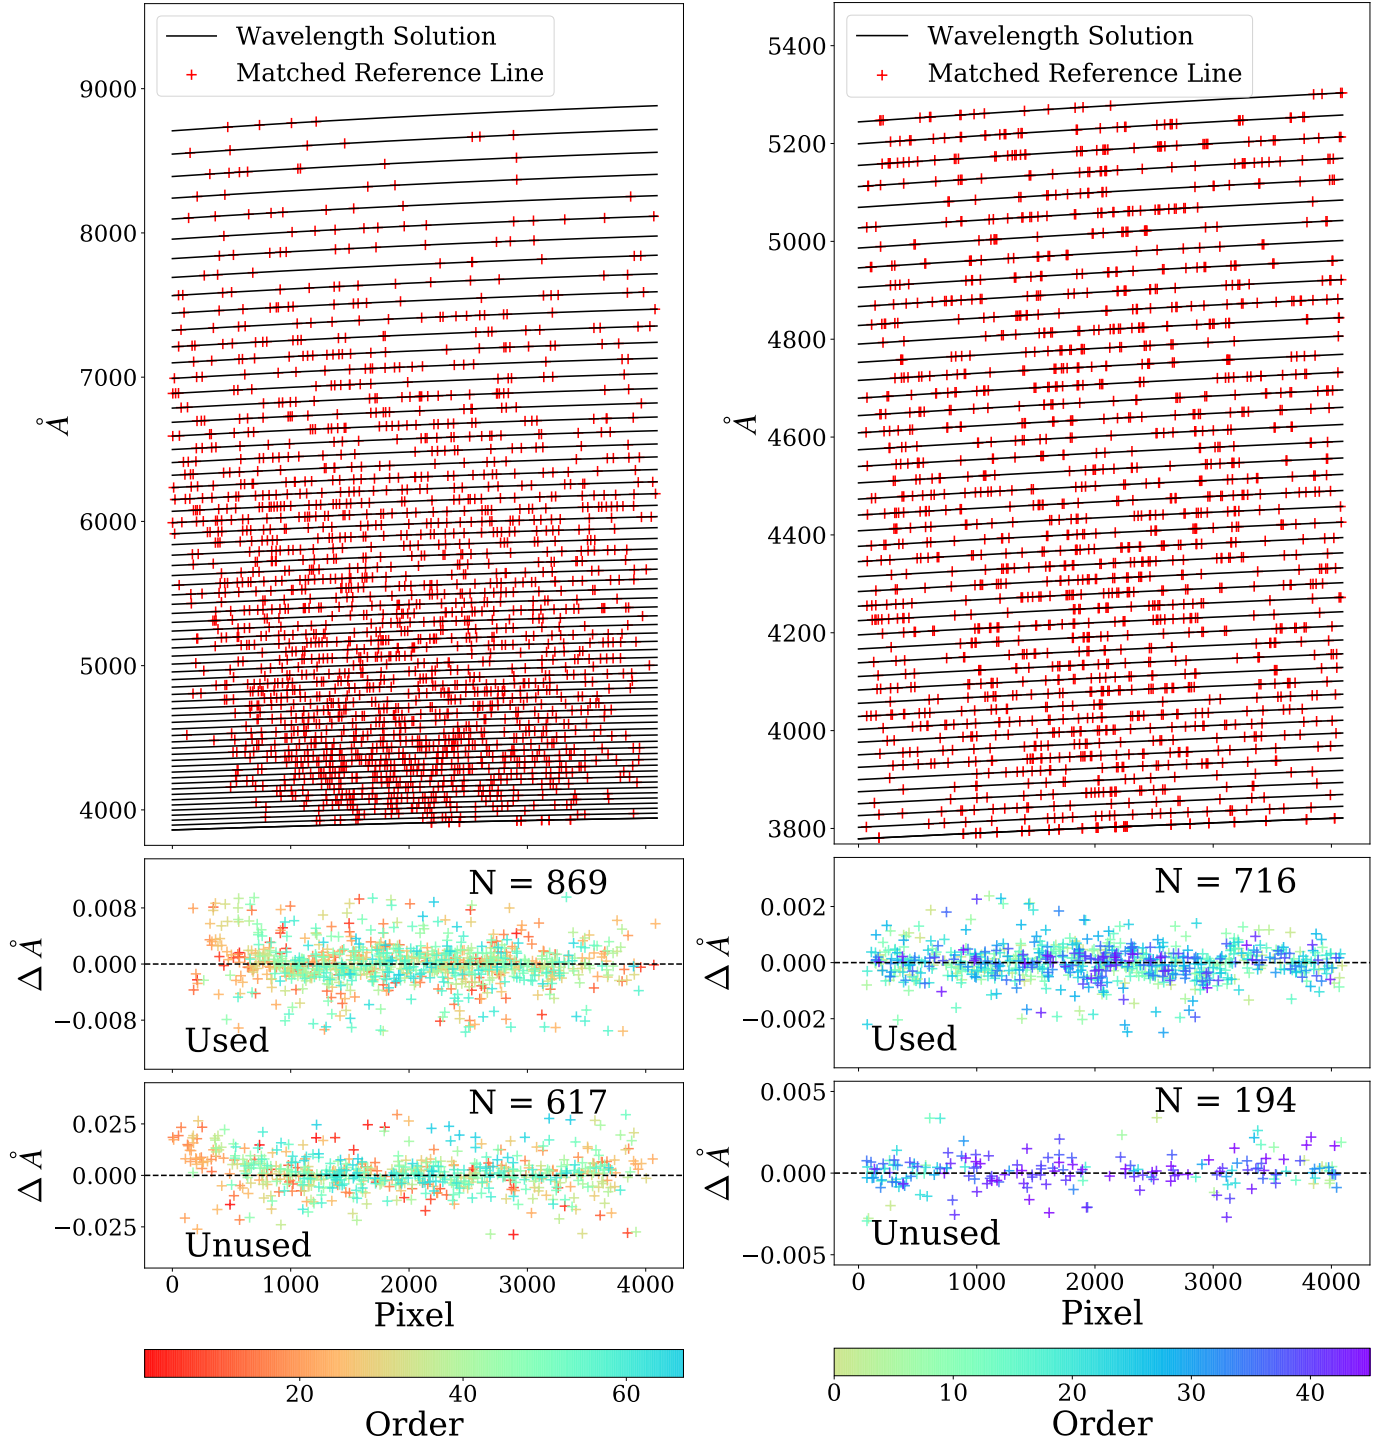 Wavelength Solution
Matched Reference Line
9000
8000
7000
6000
5000
4000
Å
N = 869
0.008
0.000
−0.008
Δ Å
Used
N = 617
0.025
0.000
−0.025
Δ Å
Unused
0 1000 2000 3000 4000
Pixel
20 40 60
Order
Wavelength Solution
Matched Reference Line
5400
5200
5000
4800
4600
4400
4200
4000
3800
Å
N = 716
0.002
0.000
−0.002
Δ Å
Used
N = 194
0.005
0.000
−0.005
Δ Å
Unused
0 1000 2000 3000 4000
Pixel
0 10 20 30 40
Order